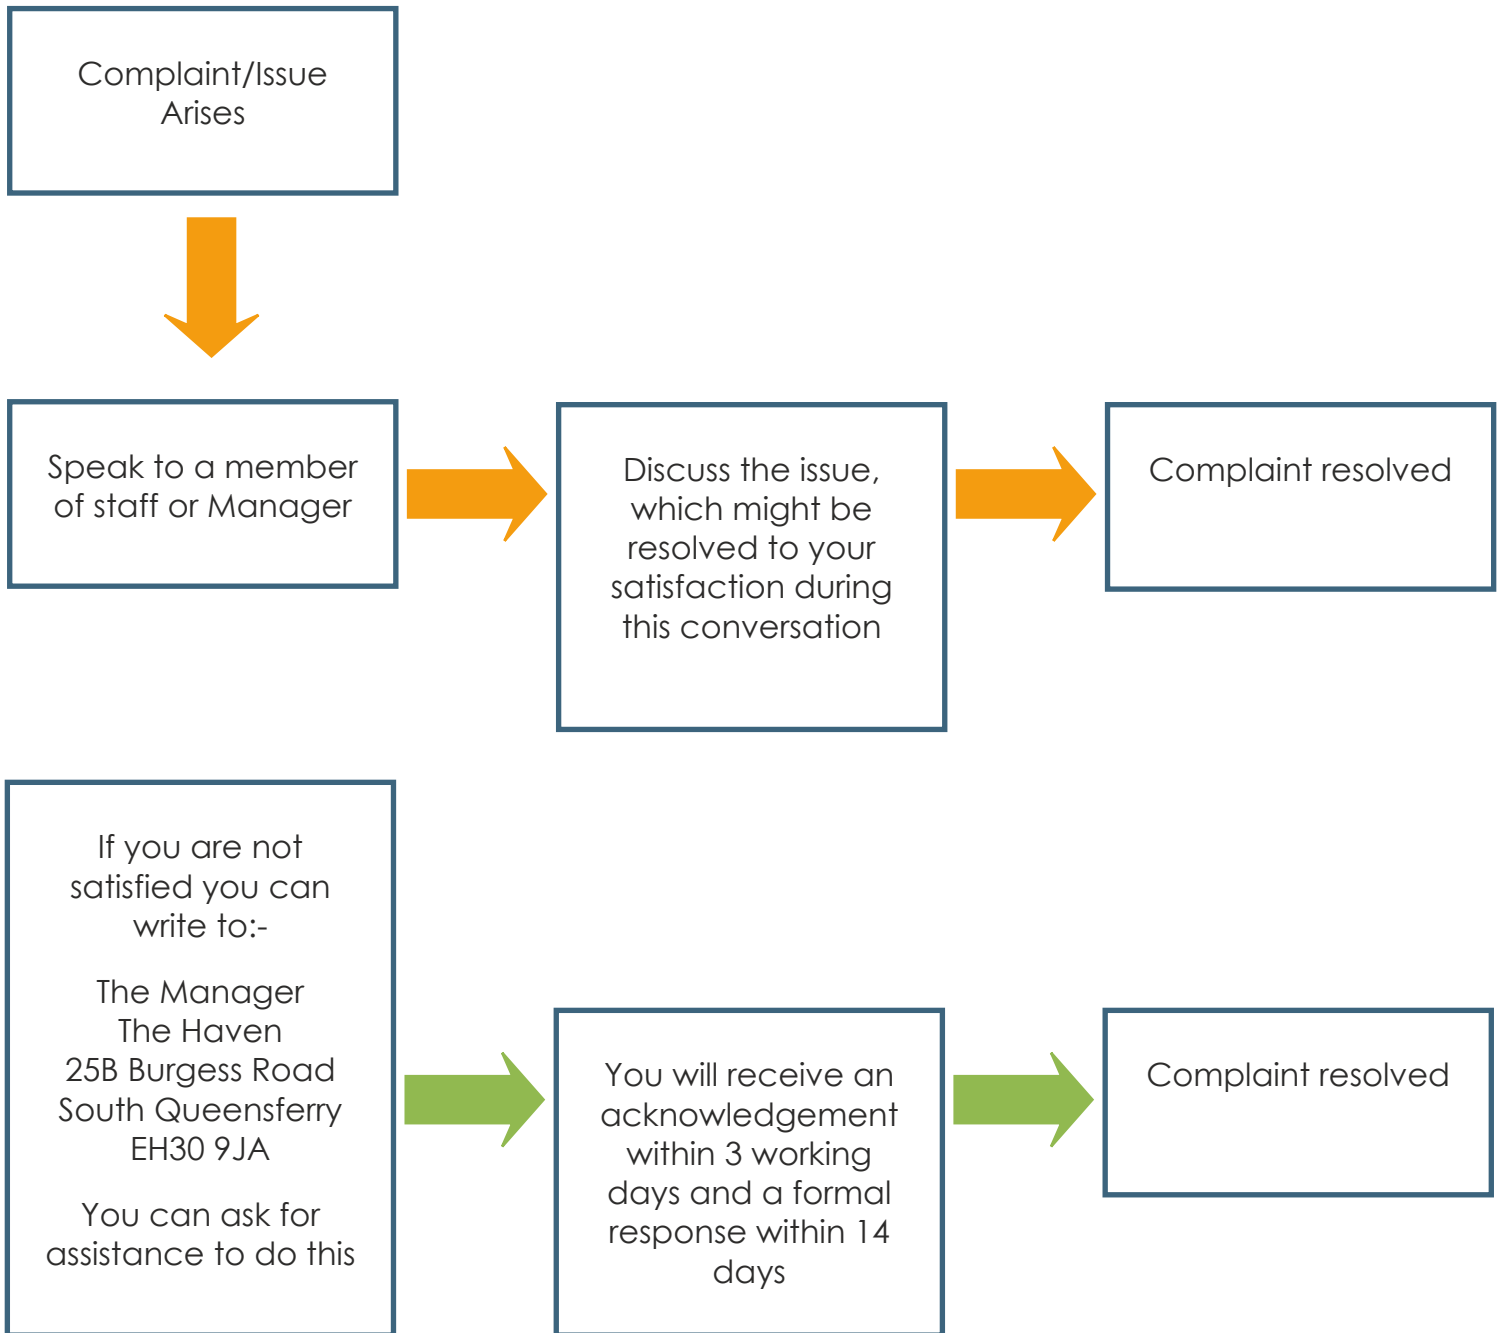 Complaint/Issue
Arises
Speak to a member
of staff or Manager
Discuss the issue,
which might be
resolved to your
satisfaction during
this conversation
Complaint resolved
If you are not
satisfied you can
write to:-
The Manager
The Haven
25B Burgess Road
South Queensferry
EH30 9JA
You can ask for
assistance to do this
You will receive an
acknowledgement
within 3 working
days and a formal
response within 14
days
Complaint resolved